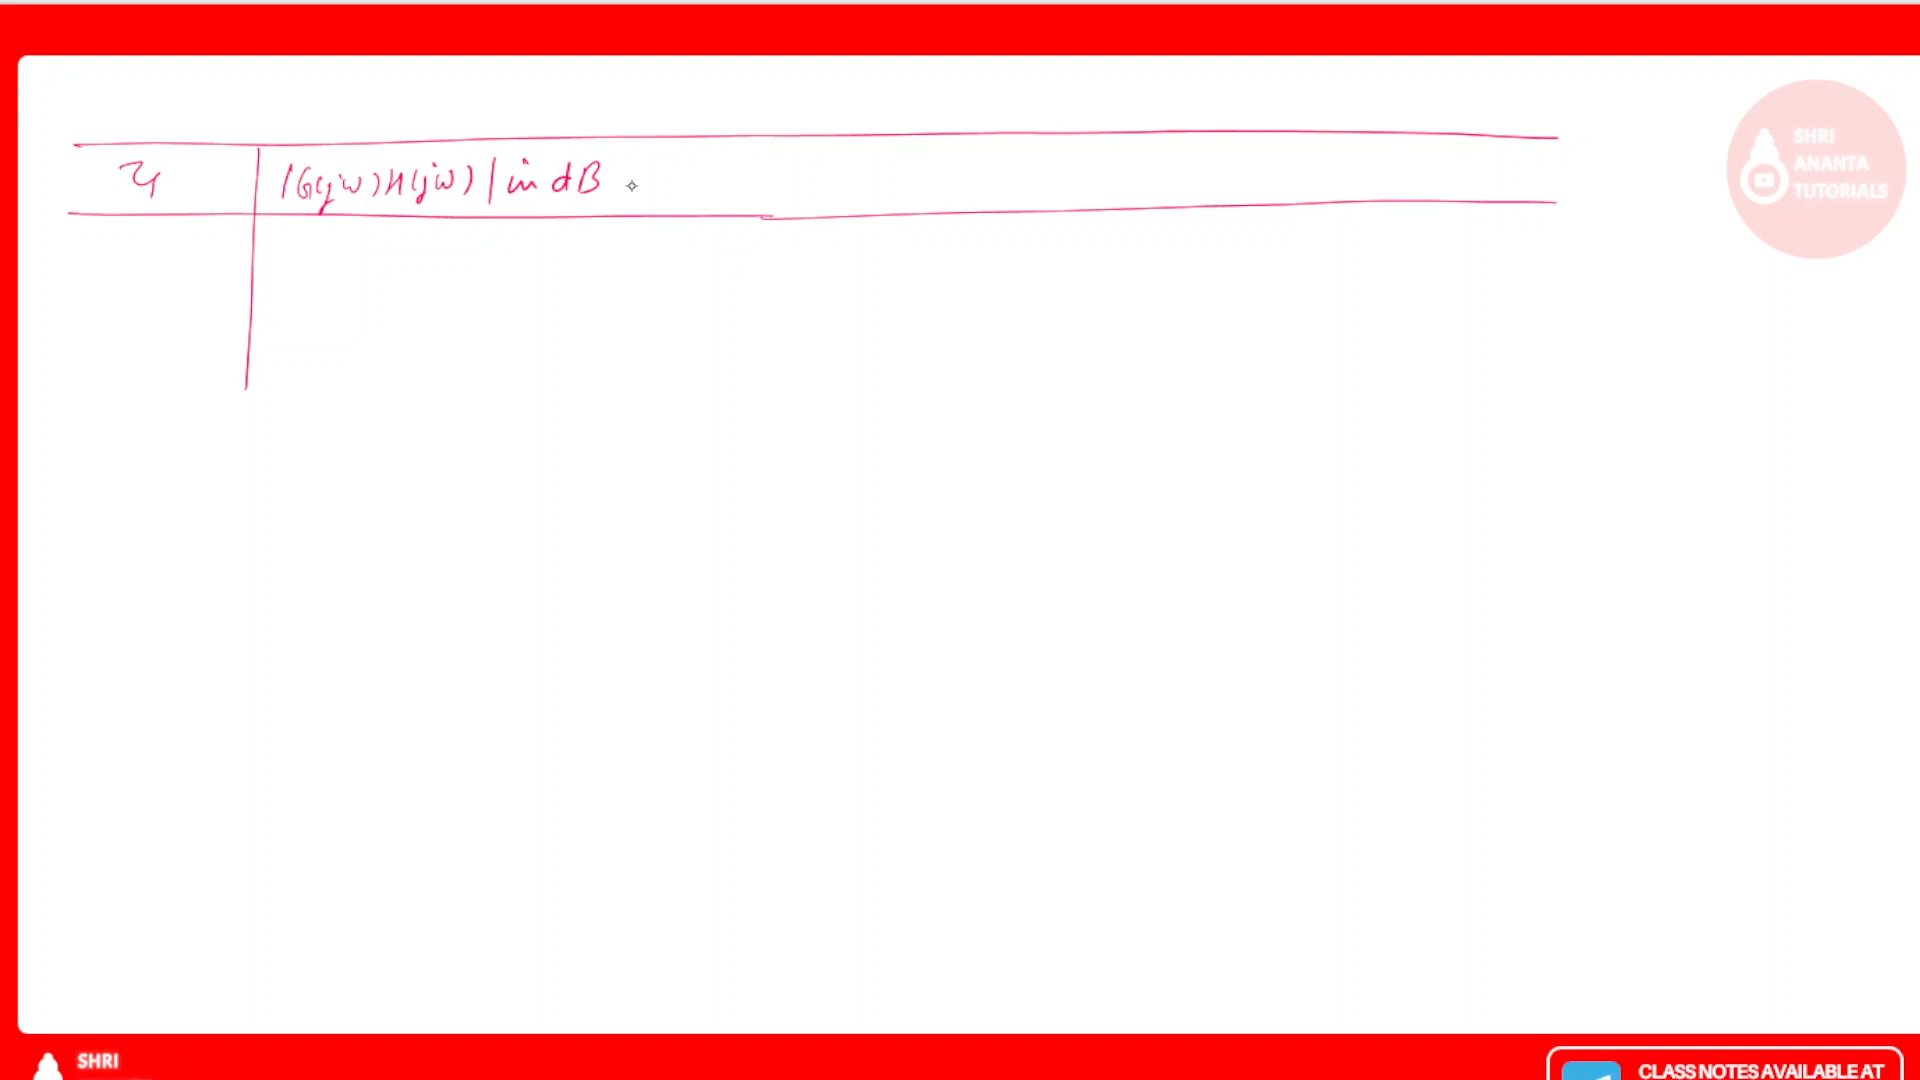 |G(jω)H(jω)| in dB
SHRI
ANANTA
TUTORIALS
SHRI
CLASS NOTES AVAILABLE AT